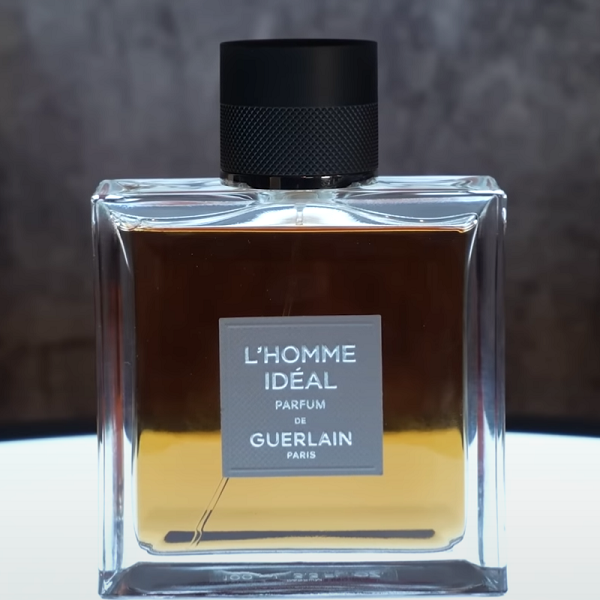 L'HOMME
IDÉAL
PARFUM
DE
GUERLAIN
PARIS